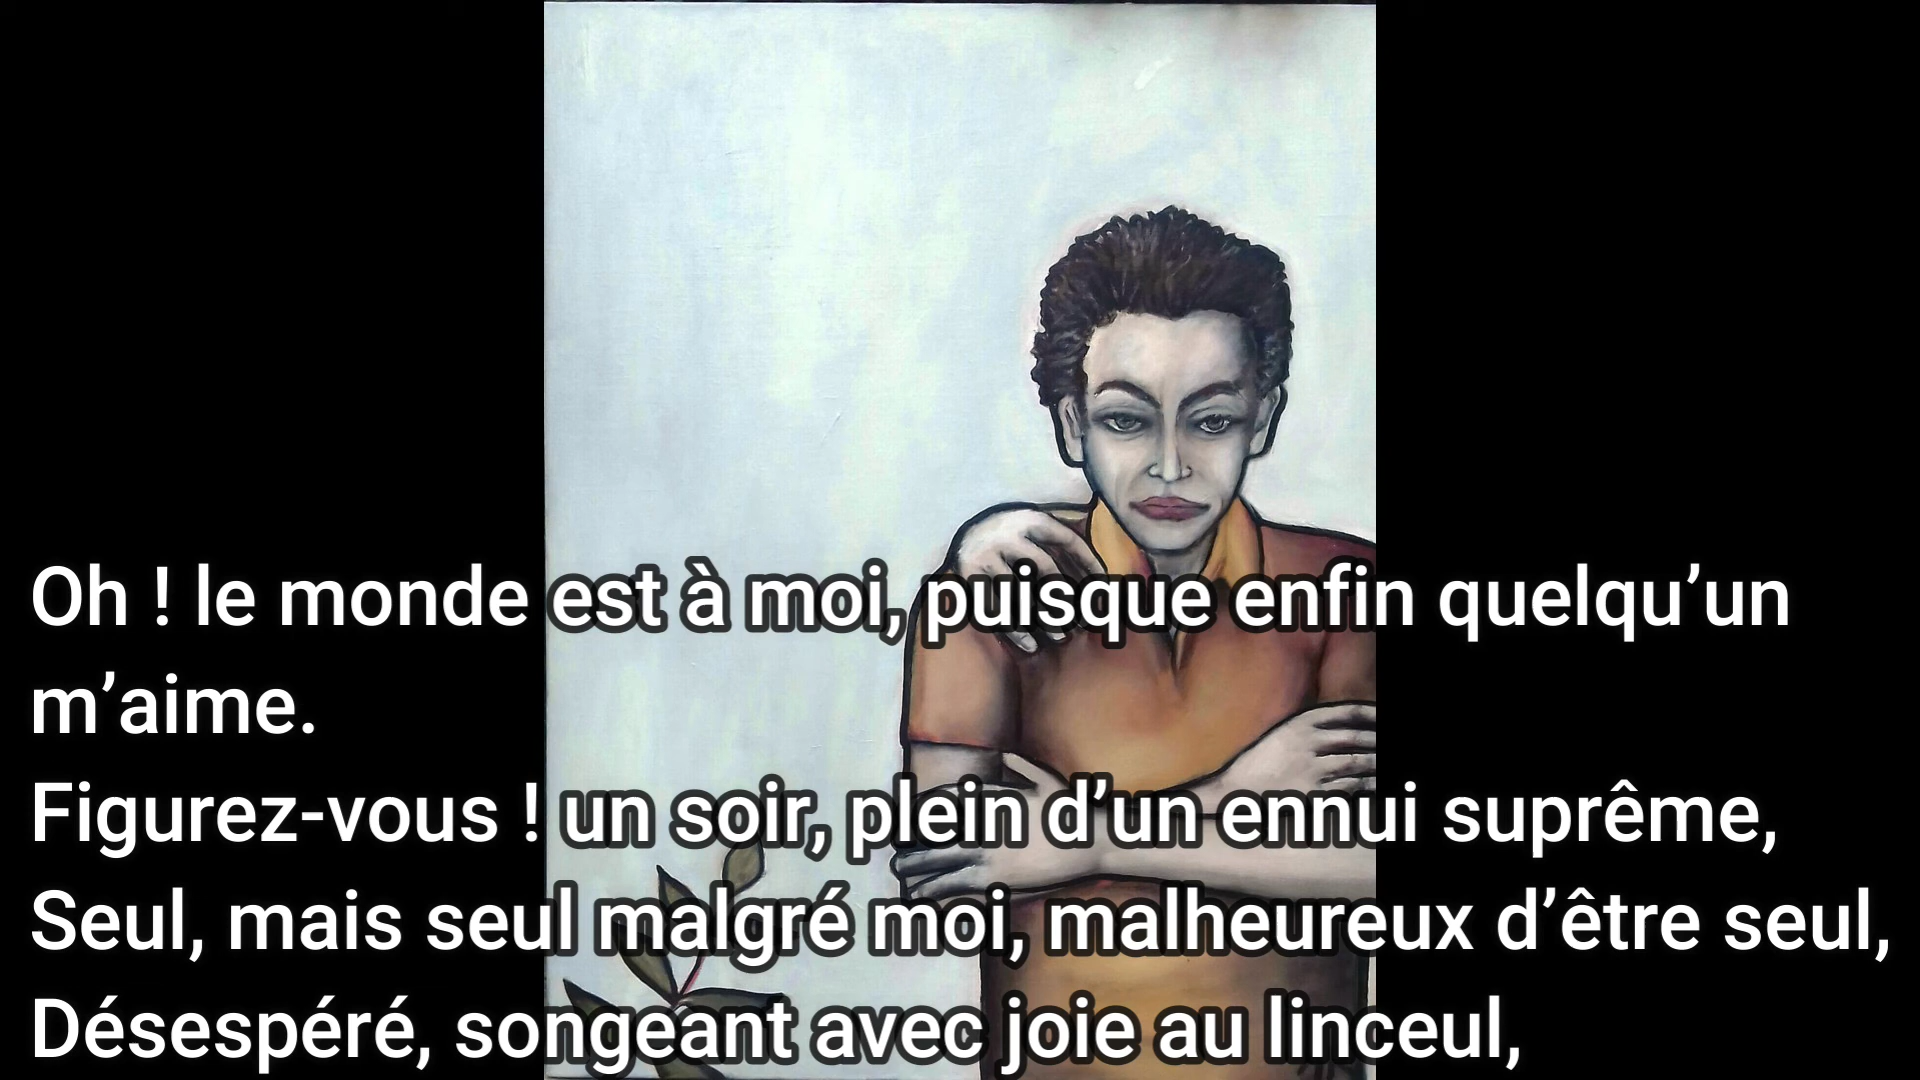 Oh ! le monde est à moi, puisque enfin quelqu’un
m’aime.
Figurez-vous ! un soir, plein d’un ennui suprême,
Seul, mais seul malgré moi, malheureux d’être seul,
Désespéré, songeant avec joie au linceul,